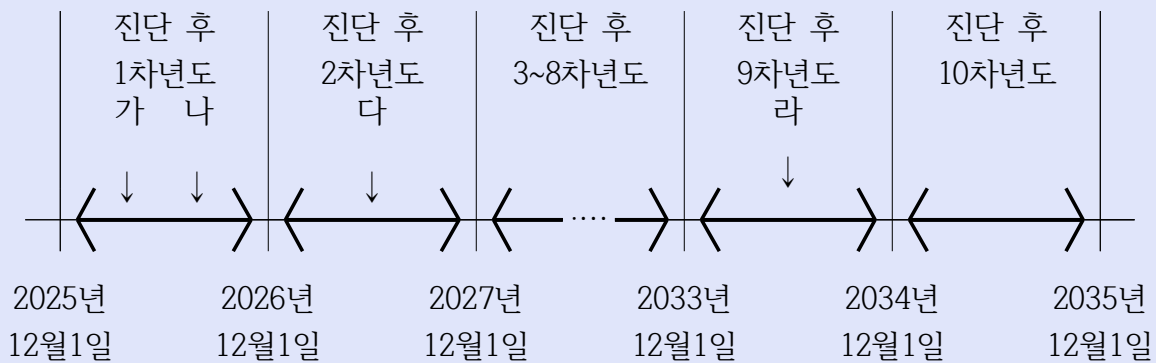 진단 후 진단 후 진단 후 진단 후 진단 후
1차년도 2차년도 3~8차년도 9차년도 10차년도
가 나 다 라
↓ ↓ ↓ ↓
····
2025년 2026년 2027년 2033년 2034년 2035년
12월1일 12월1일 12월1일 12월1일 12월1일 12월1일